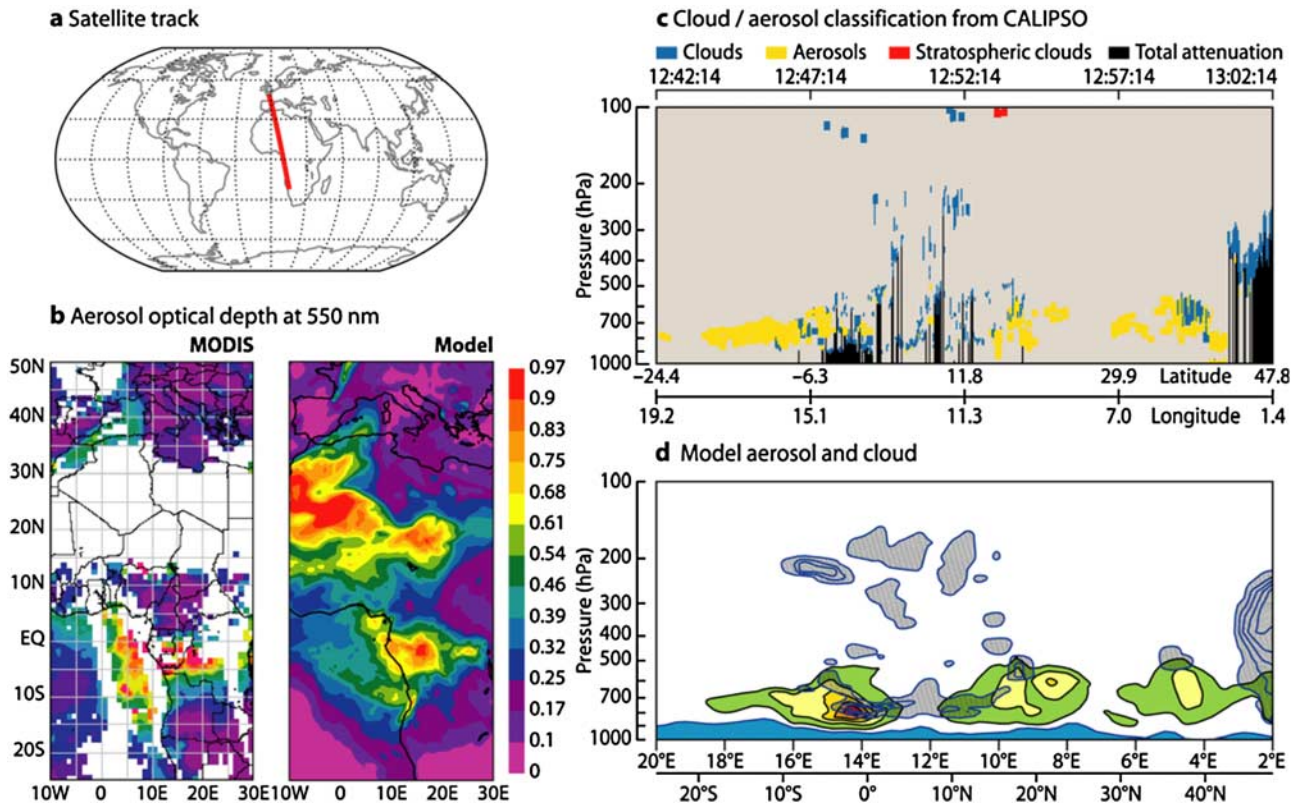 a Satellite track
b Aerosol optical depth at 550 nm
MODIS Model
50N
40N
30N
20N
10N
EQ
10S
20S
10W 0 10E 20E 30E
10W 0 10E 20E 30E
0.97
0.9
0.83
0.75
0.68
0.61
0.54
0.46
0.39
0.32
0.25
0.17
0.1
0
c Cloud / aerosol classification from CALIPSO
Clouds Aerosols Stratospheric clouds Total attenuation
12:42:14 12:47:14 12:52:14 12:57:14 13:02:14
Pressure (hPa)
100
200
300
400
500
700
1000
−24.4 −6.3 11.8 29.9 Latitude 47.8
19.2 15.1 11.3 7.0 Longitude 1.4
d Model aerosol and cloud
Pressure (hPa)
100
200
300
400
500
700
1000
20°E 18°E 16°E 14°E 12°E 10°E 8°E 6°E 4°E 2°E
20°S 10°S 0° 10°N 20°N 40°N